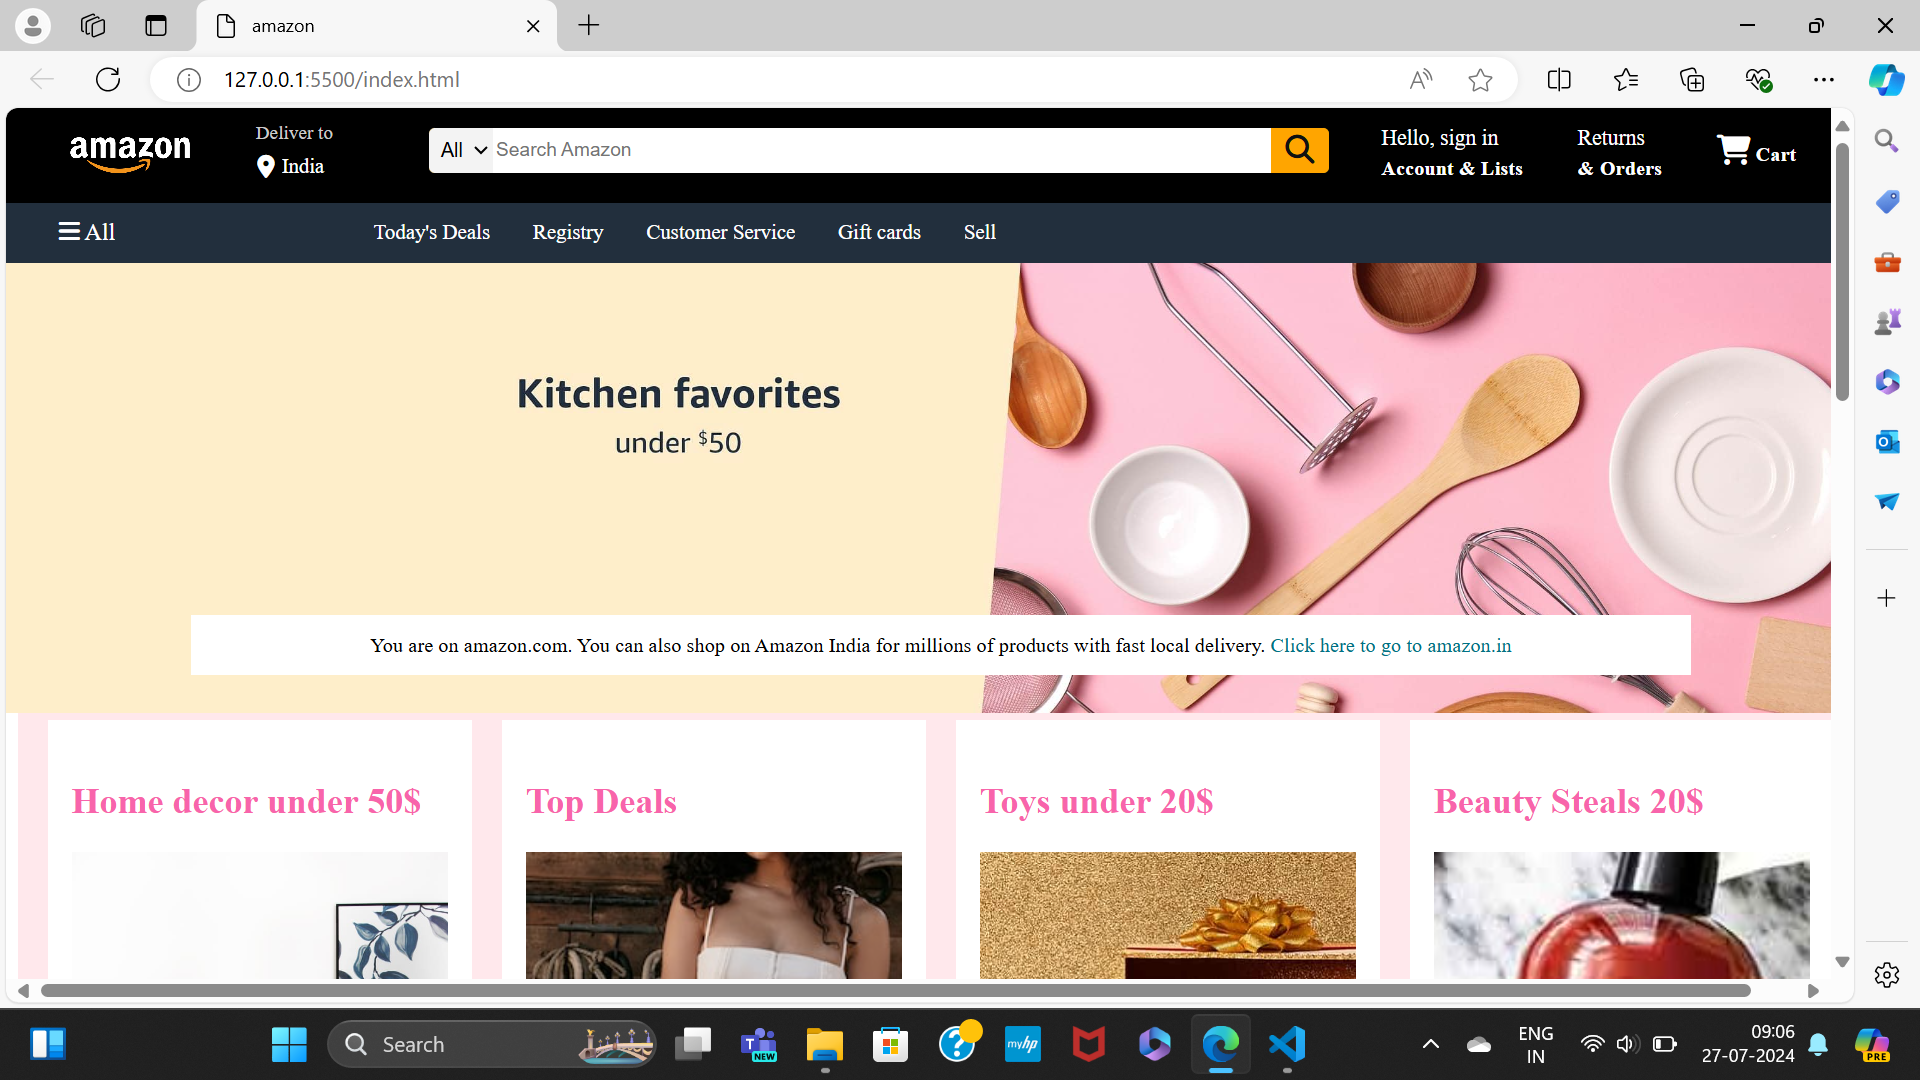 amazon
127.0.0.1:5500/index.html
amazon
Deliver to
India
All
Search Amazon
Hello, sign in
Account & Lists
Returns
& Orders
Cart
All
Today's Deals
Registry
Customer Service
Gift cards
Sell
Kitchen favorites
under $50
You are on amazon.com. You can also shop on Amazon India for millions of products with fast local delivery. Click here to go to amazon.in
Home decor under 50$
Top Deals
Toys under 20$
Beauty Steals 20$
Search
T
NEW
myhp
ENG
IN
09:06
27-07-2024
PRE